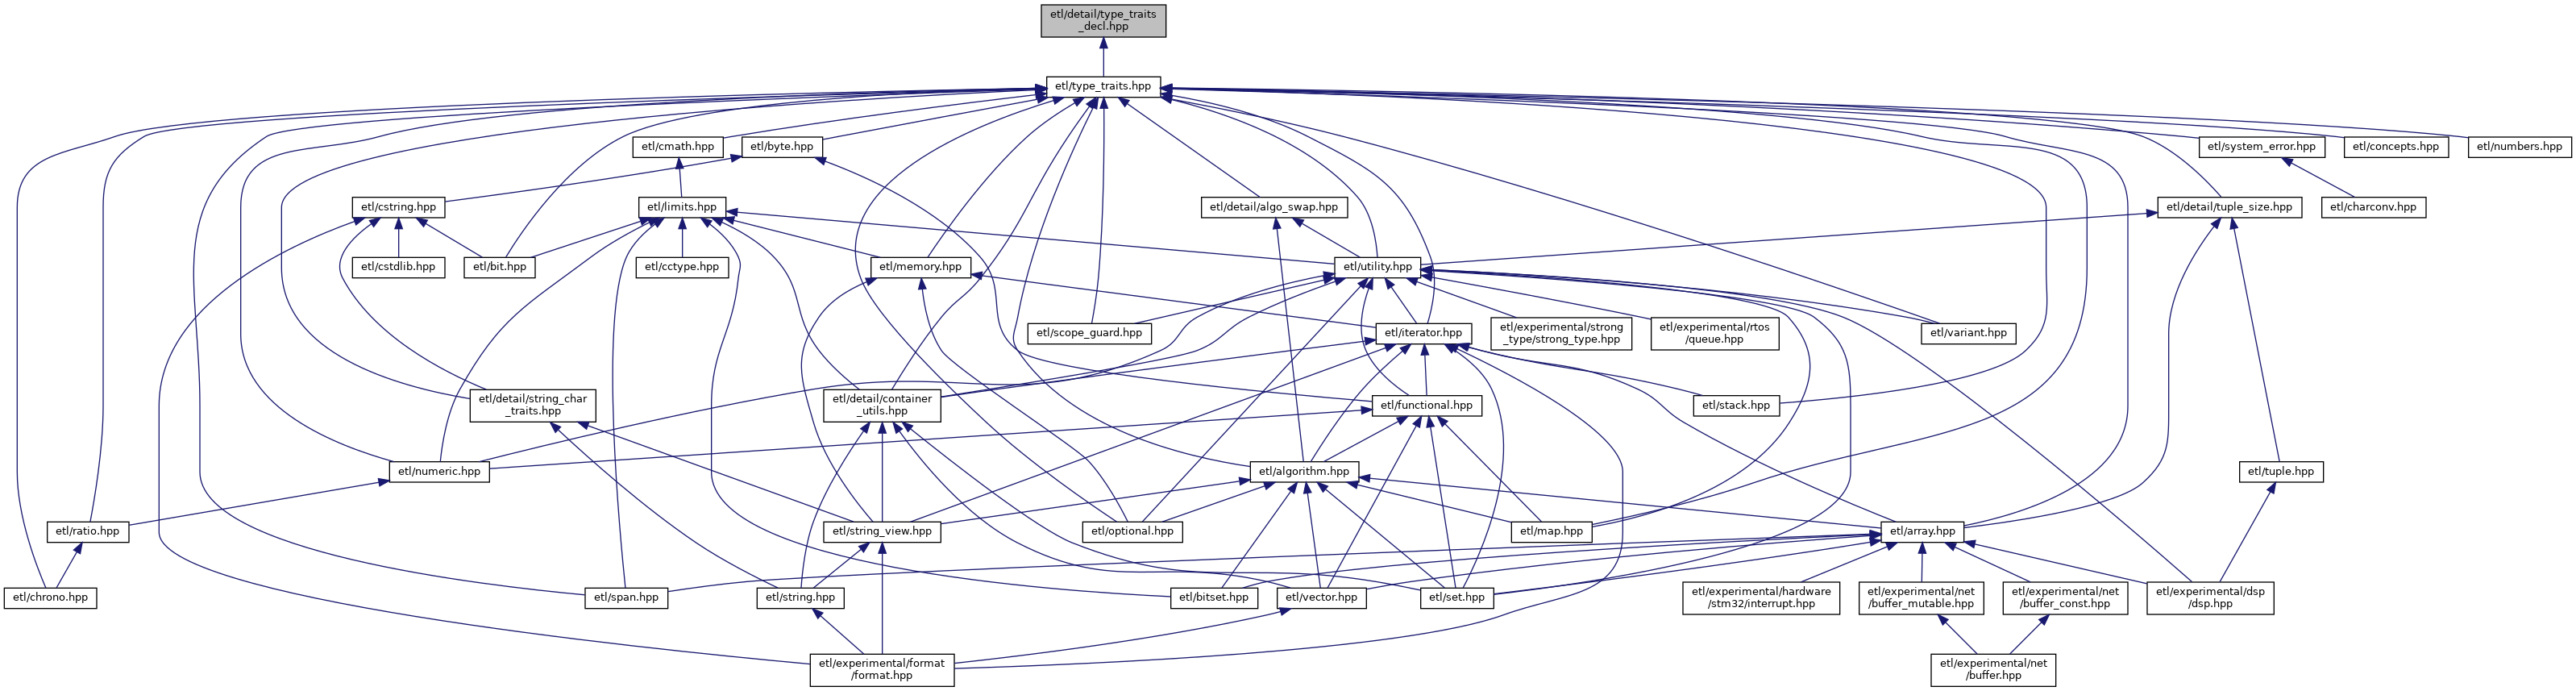 etl/detail/type_traits
_decl.hpp
etl/type_traits.hpp
etl/cmath.hpp
etl/byte.hpp
etl/system_error.hpp
etl/concepts.hpp
etl/numbers.hpp
etl/cstring.hpp
etl/limits.hpp
etl/detail/algo_swap.hpp
etl/detail/tuple_size.hpp
etl/charconv.hpp
etl/cstdlib.hpp
etl/bit.hpp
etl/cctype.hpp
etl/memory.hpp
etl/utility.hpp
etl/scope_guard.hpp
etl/iterator.hpp
etl/experimental/strong
_type/strong_type.hpp
etl/experimental/rtos
/queue.hpp
etl/variant.hpp
etl/detail/string_char
_traits.hpp
etl/detail/container
_utils.hpp
etl/functional.hpp
etl/stack.hpp
etl/numeric.hpp
etl/algorithm.hpp
etl/tuple.hpp
etl/ratio.hpp
etl/string_view.hpp
etl/optional.hpp
etl/map.hpp
etl/array.hpp
etl/chrono.hpp
etl/span.hpp
etl/string.hpp
etl/bitset.hpp
etl/vector.hpp
etl/set.hpp
etl/experimental/hardware
/stm32/interrupt.hpp
etl/experimental/net
/buffer_mutable.hpp
etl/experimental/net
/buffer_const.hpp
etl/experimental/dsp
/dsp.hpp
etl/experimental/format
/format.hpp
etl/experimental/net
/buffer.hpp